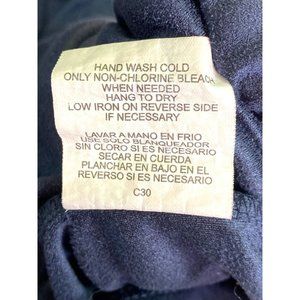 HAND WASH COLD
ONLY NON-CHLORINE BLEACH
WHEN NEEDED
HANG TO DRY
LOW IRON ON REVERSE SIDE
IF NECESSARY
LAVAR A MANO EN FRIO
USE SOLO BLANQUEADOR
SIN CLORO SI ES NECESARIO
SECAR EN CUERDA
PLANCHAR EN BAJO EN EL
REVERSO SI ES NECESARIO
C30